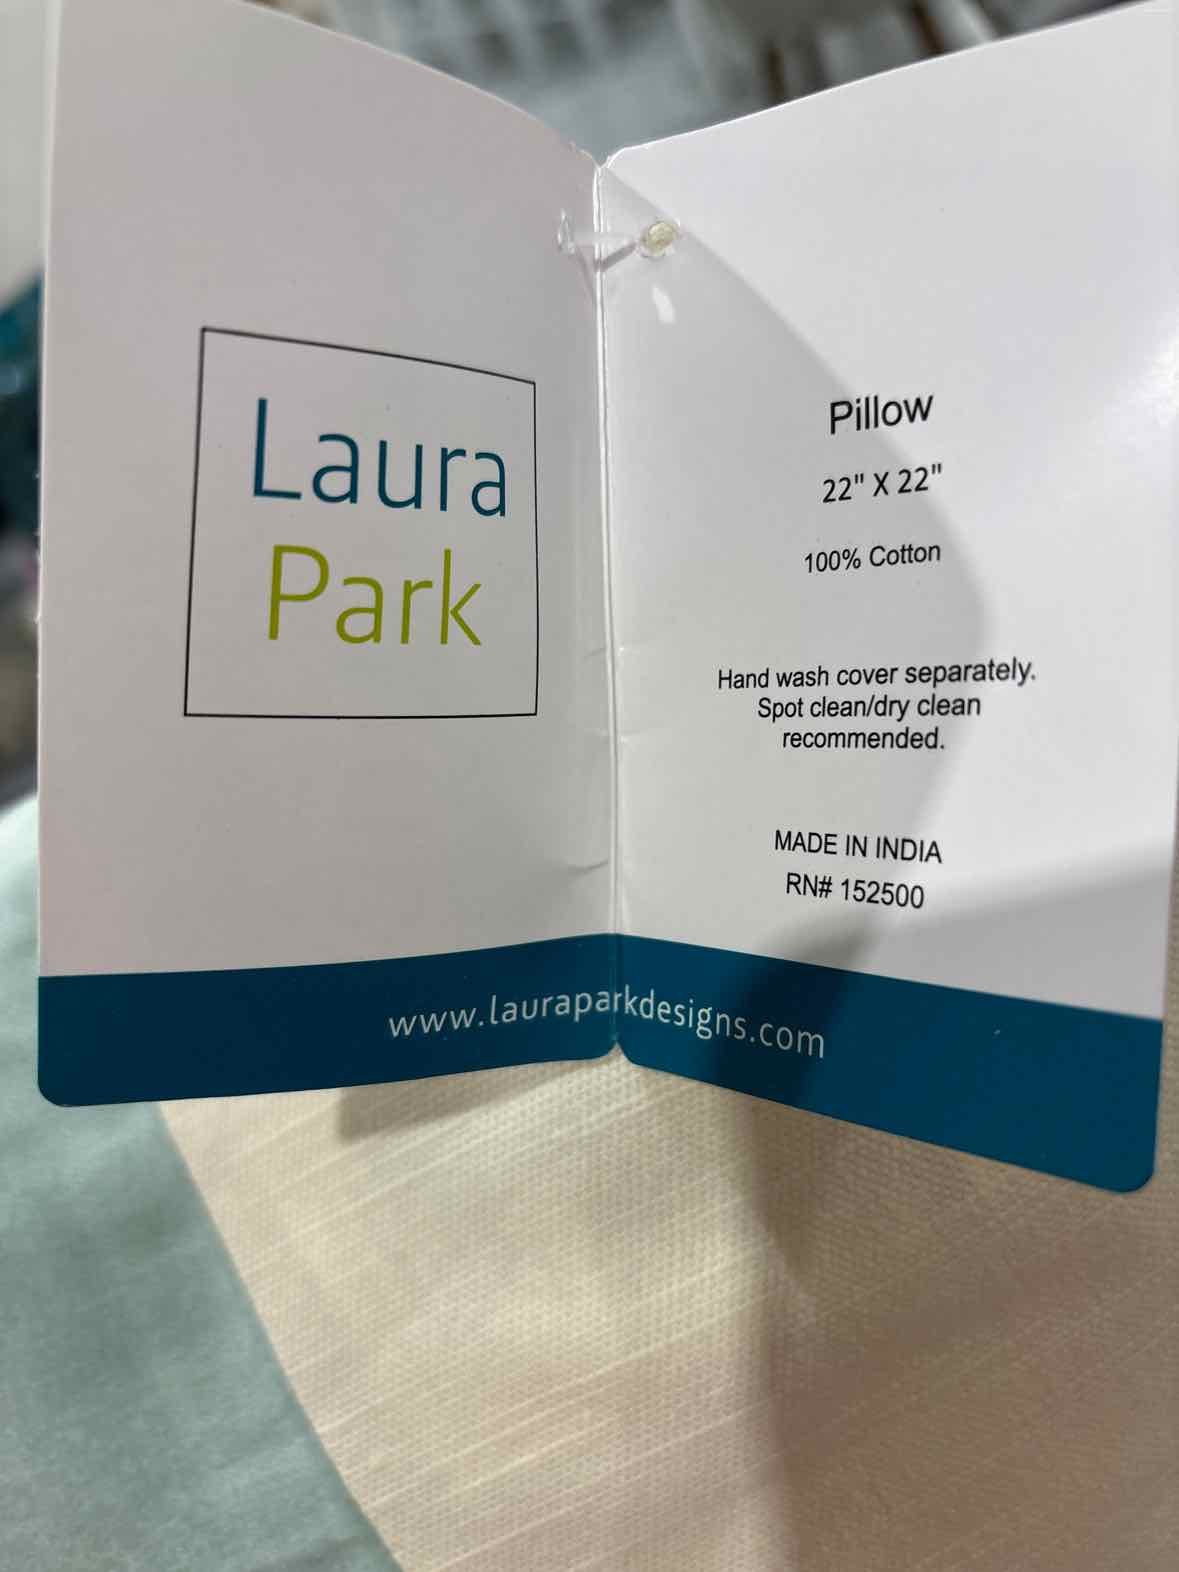 Laura
Park
Pillow
22" X 22"
100% Cotton
Hand wash cover separately.
Spot clean/dry clean
recommended.
MADE IN INDIA
RN# 152500
www.lauraparkdesigns.com